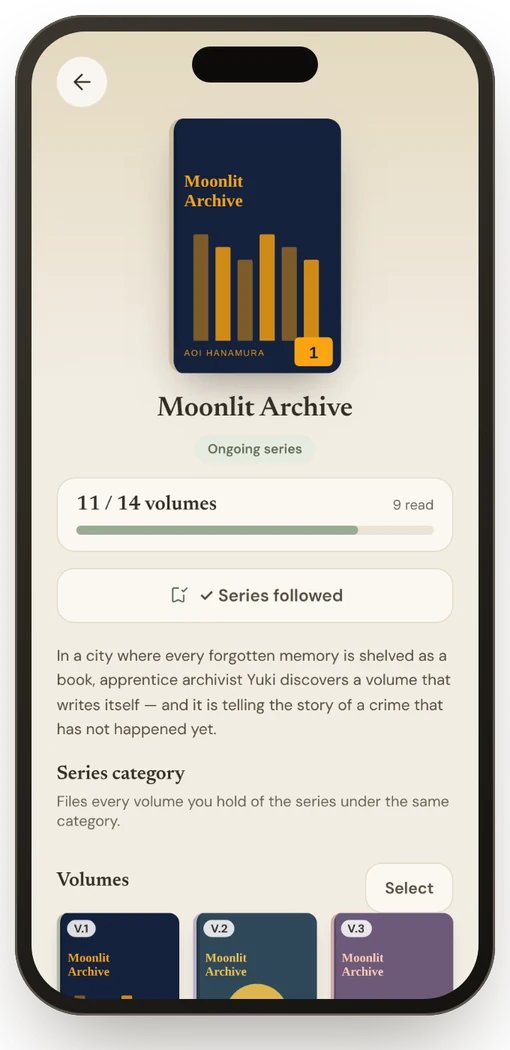 Moonlit
Archive
AOI HANAMURA
1
Moonlit Archive
Ongoing series
11 / 14 volumes
9 read
✓ Series followed
In a city where every forgotten memory is shelved as a
book, apprentice archivist Yuki discovers a volume that
writes itself — and it is telling the story of a crime that
has not happened yet.
Series category
Files every volume you hold of the series under the same
category.
Volumes
Select
V.1
Moonlit
Archive
V.2
Moonlit
Archive
V.3
Moonlit
Archive